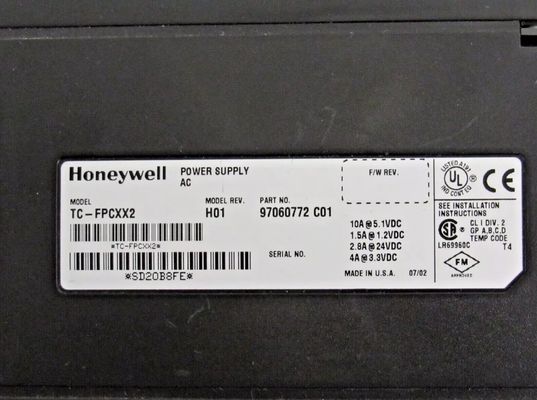 Honeywell
POWER SUPPLY
AC
F/W REV.
LISTED A196
UL
IND CONT EQ
CE
MODEL
TC-FPCXX2
MODEL REV.
H01
PART NO.
97060772 C01
*TC-FPCXX2*
SERIAL NO.
*SD20B8FE*
10A@5.1VDC
1.5A@1.2VDC
2.8A@24VDC
4A@3.3VDC
MADE IN U.S.A. 07/02
SEE INSTALLATION
INSTRUCTIONS
CL I DIV. 2
GP A,B,C,D
TEMP CODE
T4
LR69960C
FM
APPROVED